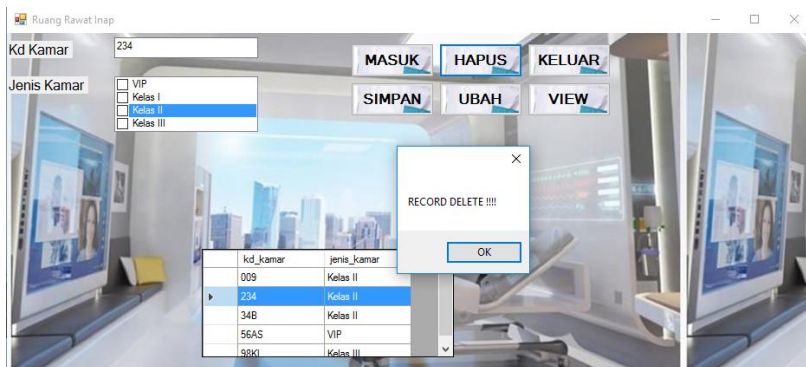 Ruang Rawat Inap
Kd Kamar
234
MASUK
HAPUS
KELUAR
Jenis Kamar
VIP
Kelas I
Kelas II
Kelas III
SIMPAN
UBAH
VIEW
RECORD DELETE !!!!
OK
kd_kamar jenis_kamar
009 Kelas II
234 Kelas II
34B Kelas II
56AS VIP
98KL Kelas III